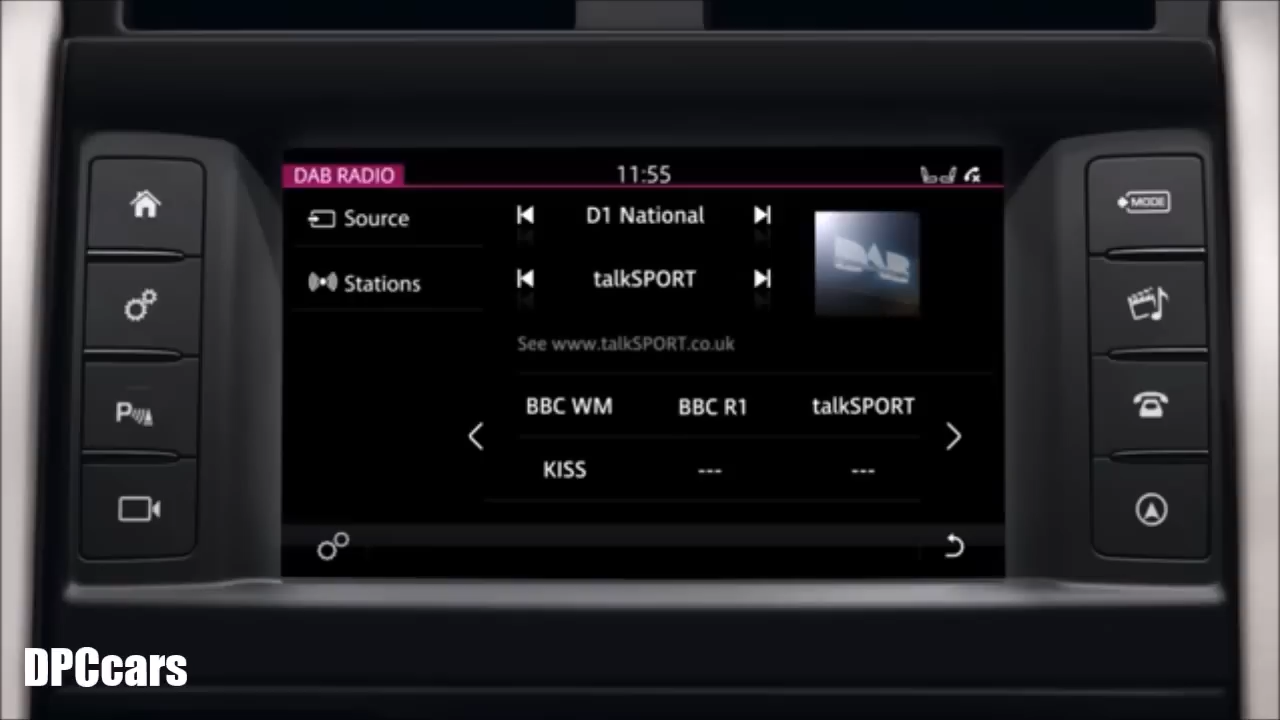 DAB RADIO 11:55
Source
D1 National
Stations
talkSPORT
DAB
See www.talkSPORT.co.uk
BBC WM BBC R1 talkSPORT
KISS --- ---
MODE
P
DPCcars